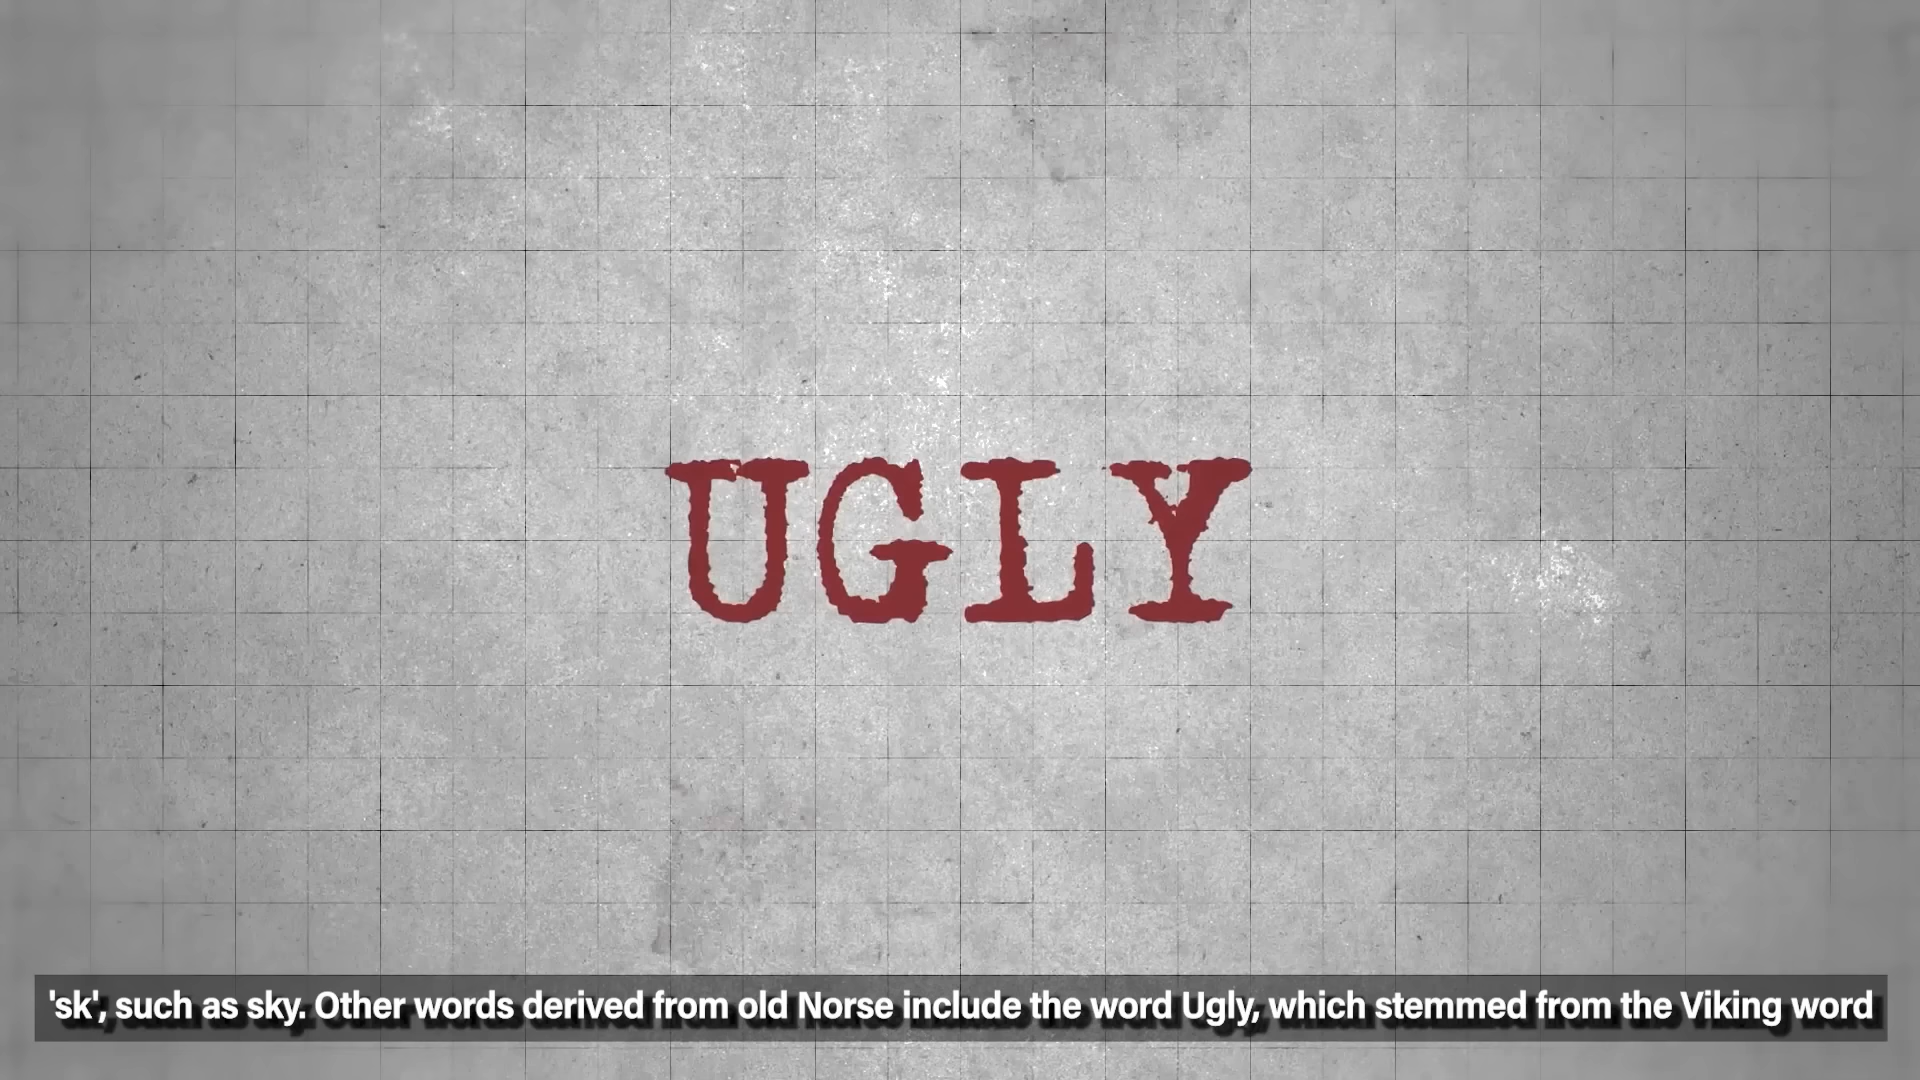 UGLY
'sk', such as sky. Other words derived from old Norse include the word Ugly, which stemmed from the Viking word